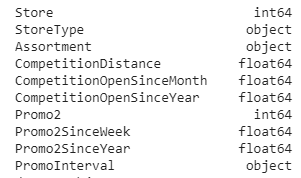 Store int64
StoreType object
Assortment object
CompetitionDistance float64
CompetitionOpenSinceMonth float64
CompetitionOpenSinceYear float64
Promo2 int64
Promo2SinceWeek float64
Promo2SinceYear float64
PromoInterval object